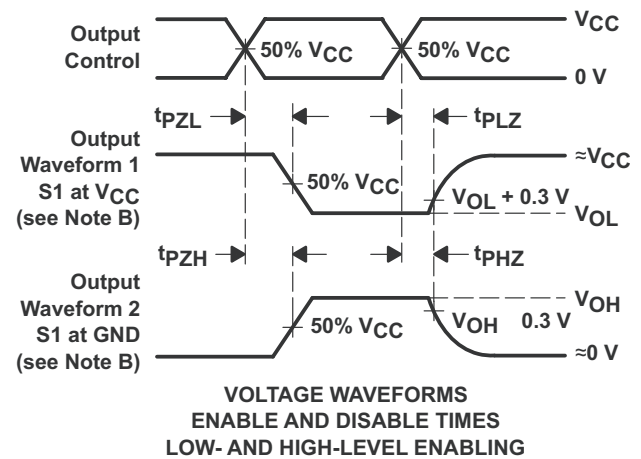 Output
Control
50% VCC
50% VCC
VCC
0 V
tPZL
tPLZ
Output
Waveform 1
S1 at VCC
(see Note B)
50% VCC
VOL + 0.3 V
≈VCC
VOL
tPZH
tPHZ
Output
Waveform 2
S1 at GND
(see Note B)
50% VCC
VOH 0.3 V
VOH
≈0 V
VOLTAGE WAVEFORMS
ENABLE AND DISABLE TIMES
LOW- AND HIGH-LEVEL ENABLING